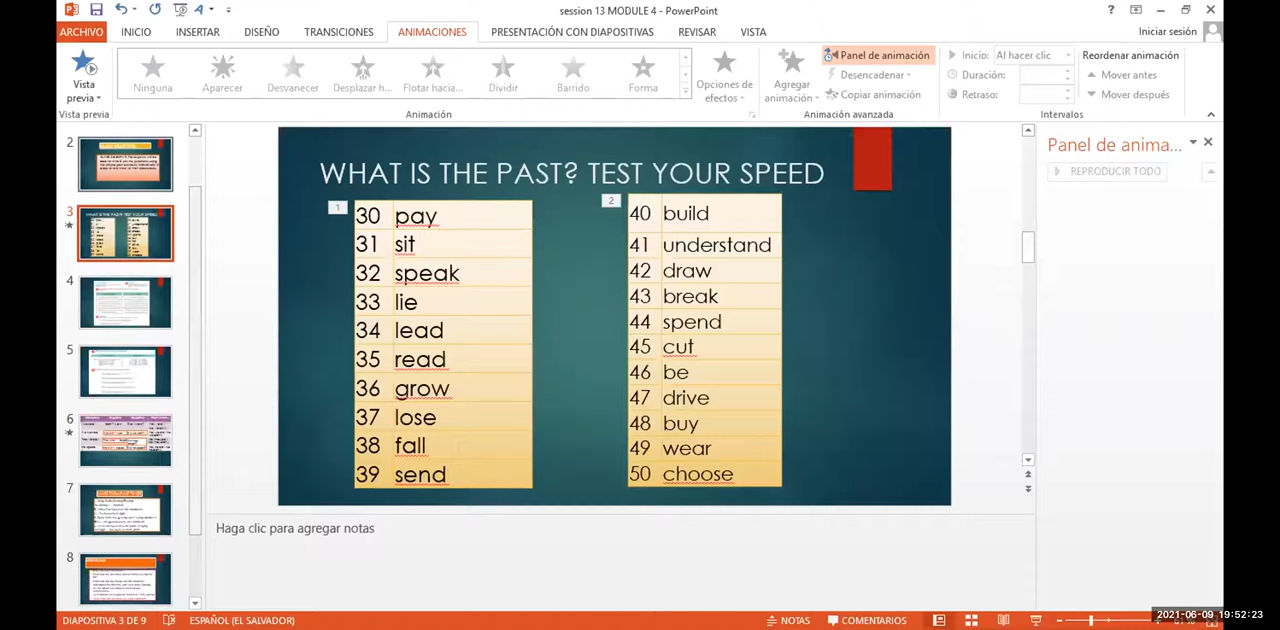 session 13 MODULE 4 - PowerPoint
ARCHIVO INICIO INSERTAR DISEÑO TRANSICIONES ANIMACIONES PRESENTACIÓN CON DIAPOSITIVAS REVISAR VISTA
Iniciar sesión
Vista previa
Ninguna Aparecer Desvanecer Desplazar h... Flotar hacia... Dividir Barrido Forma
Opciones de efectos
Agregar animación
Panel de animación
Desencadenar
Copiar animación
Inicio: Al hacer clic
Duración:
Retraso:
Reordenar animación
Mover antes
Mover después
Vista previa Animación Animación avanzada Intervalos
2
3
4
5
6
7
8
WHAT IS THE PAST? TEST YOUR SPEED
1
30 pay
31 sit
32 speak
33 lie
34 lead
35 read
36 grow
37 lose
38 fall
39 send
2
40 build
41 understand
42 draw
43 break
44 spend
45 cut
46 be
47 drive
48 buy
49 wear
50 choose
Panel de anima...
REPRODUCIR TODO
Haga clic para agregar notas
DIAPOSITIVA 3 DE 9 ESPAÑOL (EL SALVADOR) NOTAS COMENTARIOS
2021-06-09 19:52:23